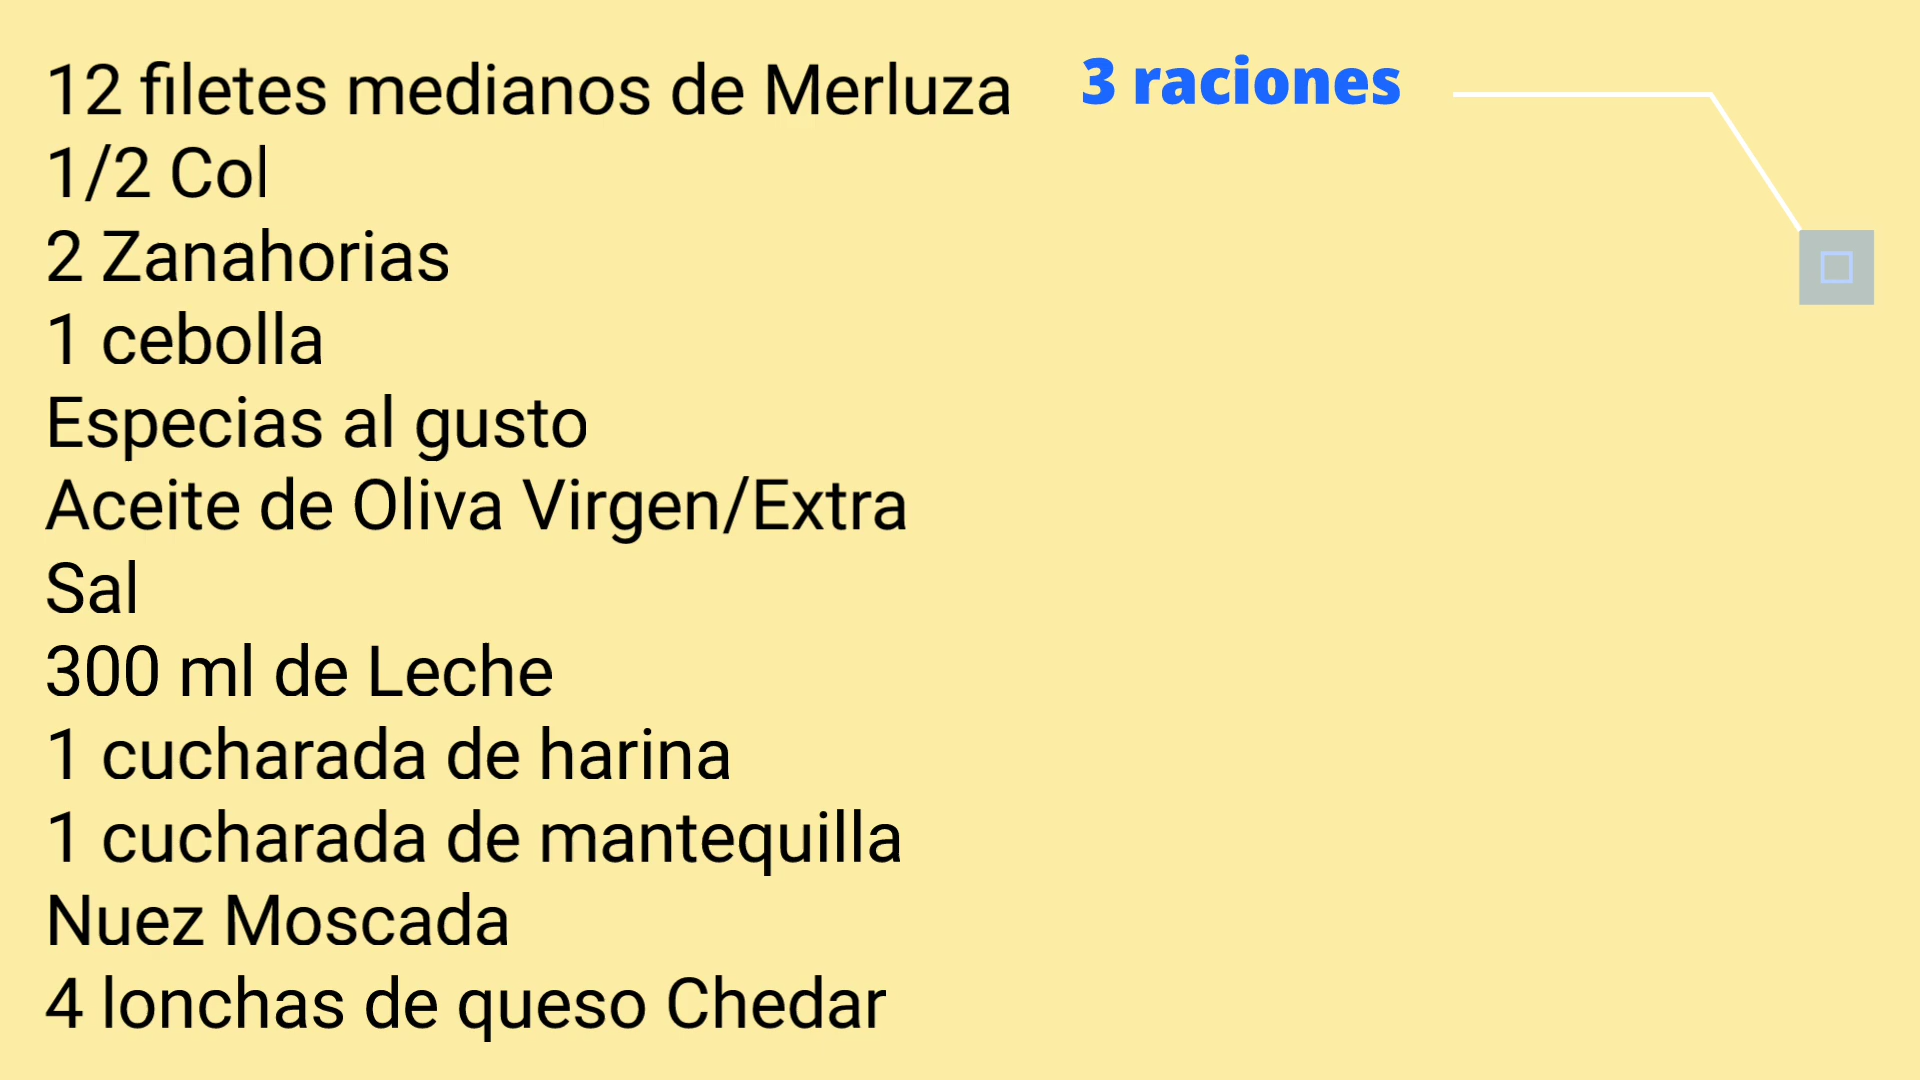 12 filetes medianos de Merluza
3 raciones
1/2 Col
2 Zanahorias
1 cebolla
Especias al gusto
Aceite de Oliva Virgen/Extra
Sal
300 ml de Leche
1 cucharada de harina
1 cucharada de mantequilla
Nuez Moscada
4 lonchas de queso Chedar